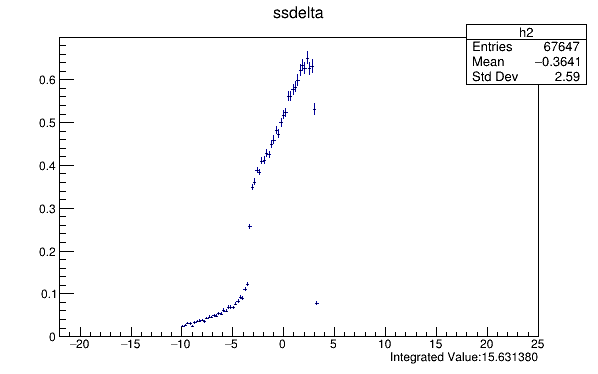 ssdelta
h2
Entries 67647
Mean −0.3641
Std Dev 2.59
0.6
0.5
0.4
0.3
0.2
0.1
0
−20 −15 −10 −5 0 5 10 15 20 25
Integrated Value:15.631380